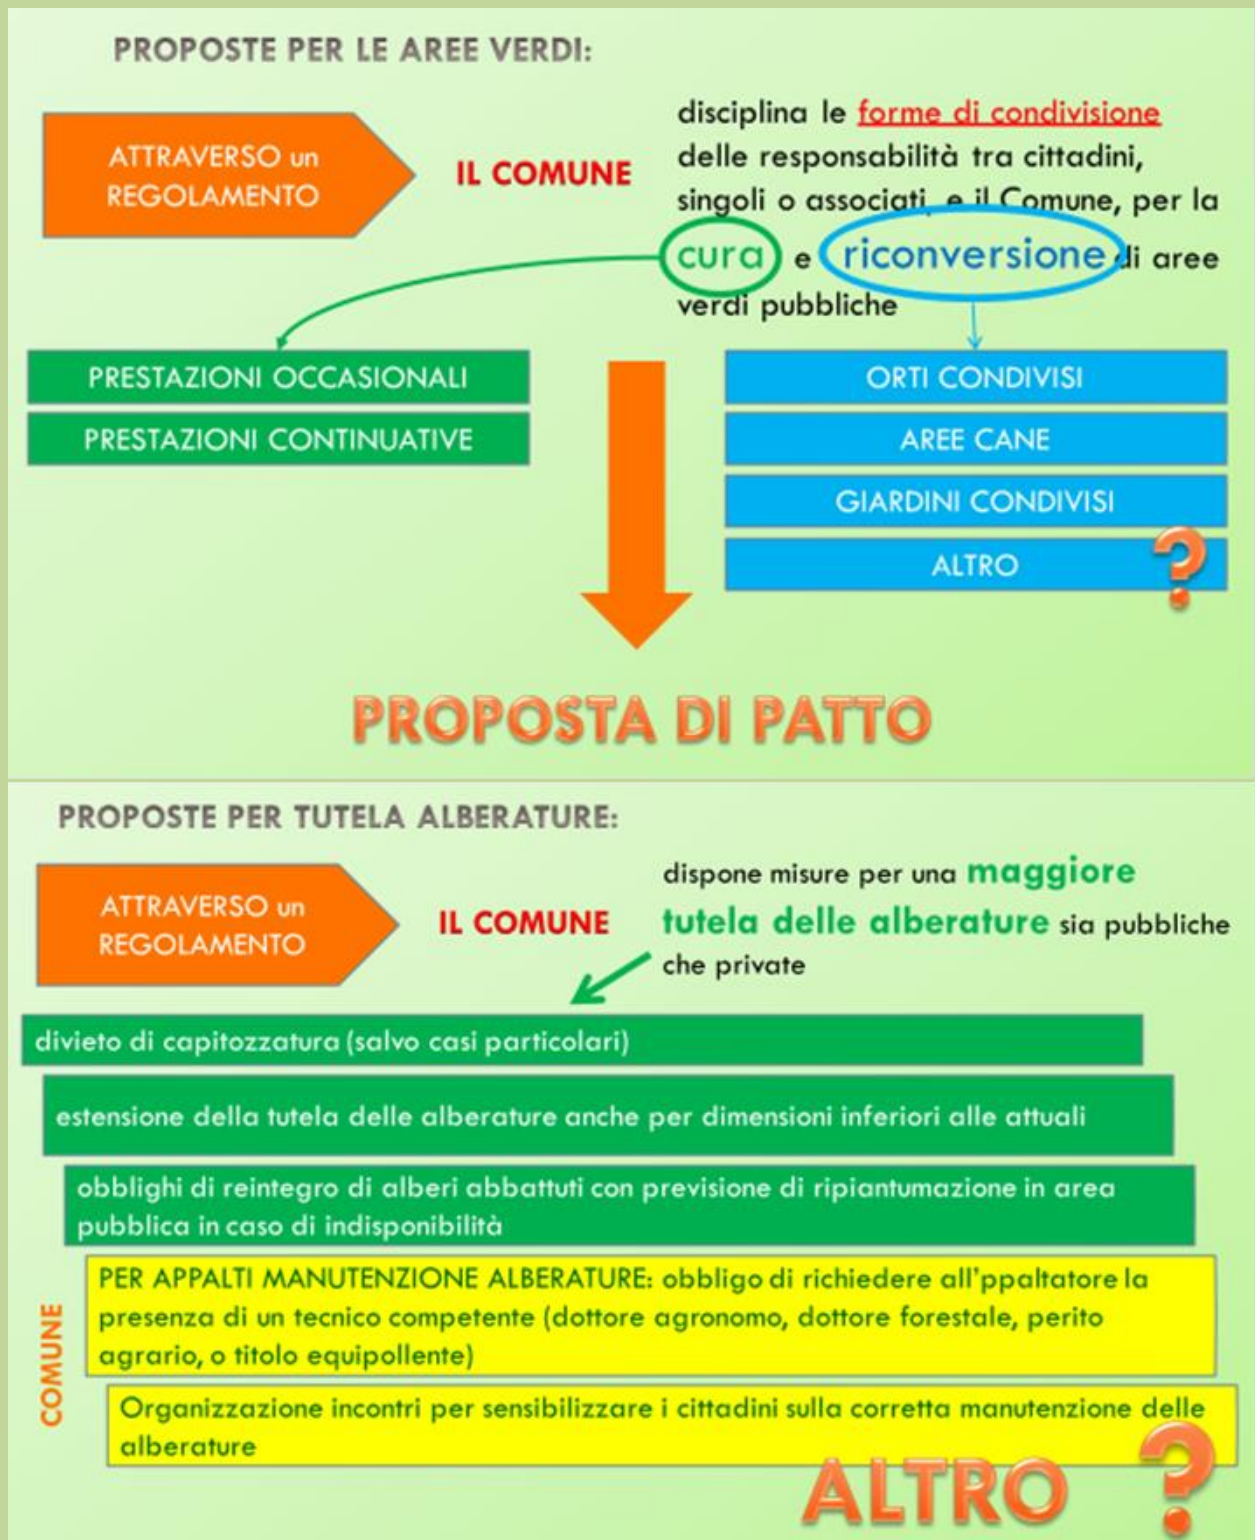 PROPOSTE PER LE AREE VERDI:
ATTRAVERSO un
REGOLAMENTO
IL COMUNE
disciplina le forme di condivisione
delle responsabilità tra cittadini,
singoli o associati, e il Comune, per la
cura e riconversione di aree
verdi pubbliche
PRESTAZIONI OCCASIONALI
PRESTAZIONI CONTINUATIVE
ORTI CONDIVISI
AREE CANE
GIARDINI CONDIVISI
ALTRO ?
PROPOSTA DI PATTO
PROPOSTE PER TUTELA ALBERATURE:
ATTRAVERSO un
REGOLAMENTO
IL COMUNE
dispone misure per una maggiore
tutela delle alberature sia pubbliche
che private
divieto di capitozzatura (salvo casi particolari)
estensione della tutela delle alberature anche per dimensioni inferiori alle attuali
obblighi di reintegro di alberi abbattuti con previsione di ripiantumazione in area
pubblica in caso di indisponibilità
COMUNE
PER APPALTI MANUTENZIONE ALBERATURE: obbligo di richiedere all'ppaltatore la
presenza di un tecnico competente (dottore agronomo, dottore forestale, perito
agrario, o titolo equipollente)
Organizzazione incontri per sensibilizzare i cittadini sulla corretta manutenzione delle
alberature
ALTRO ?